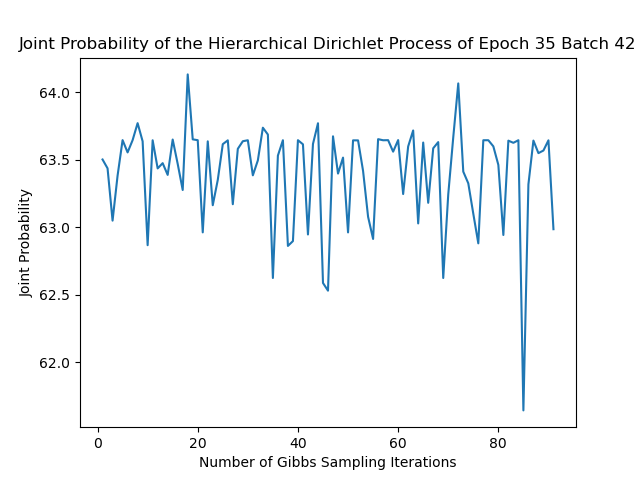 Joint Probability of the Hierarchical Dirichlet Process of Epoch 35 Batch 42
64.0
63.5
63.0
62.5
62.0
Joint Probability
0 20 40 60 80
Number of Gibbs Sampling Iterations